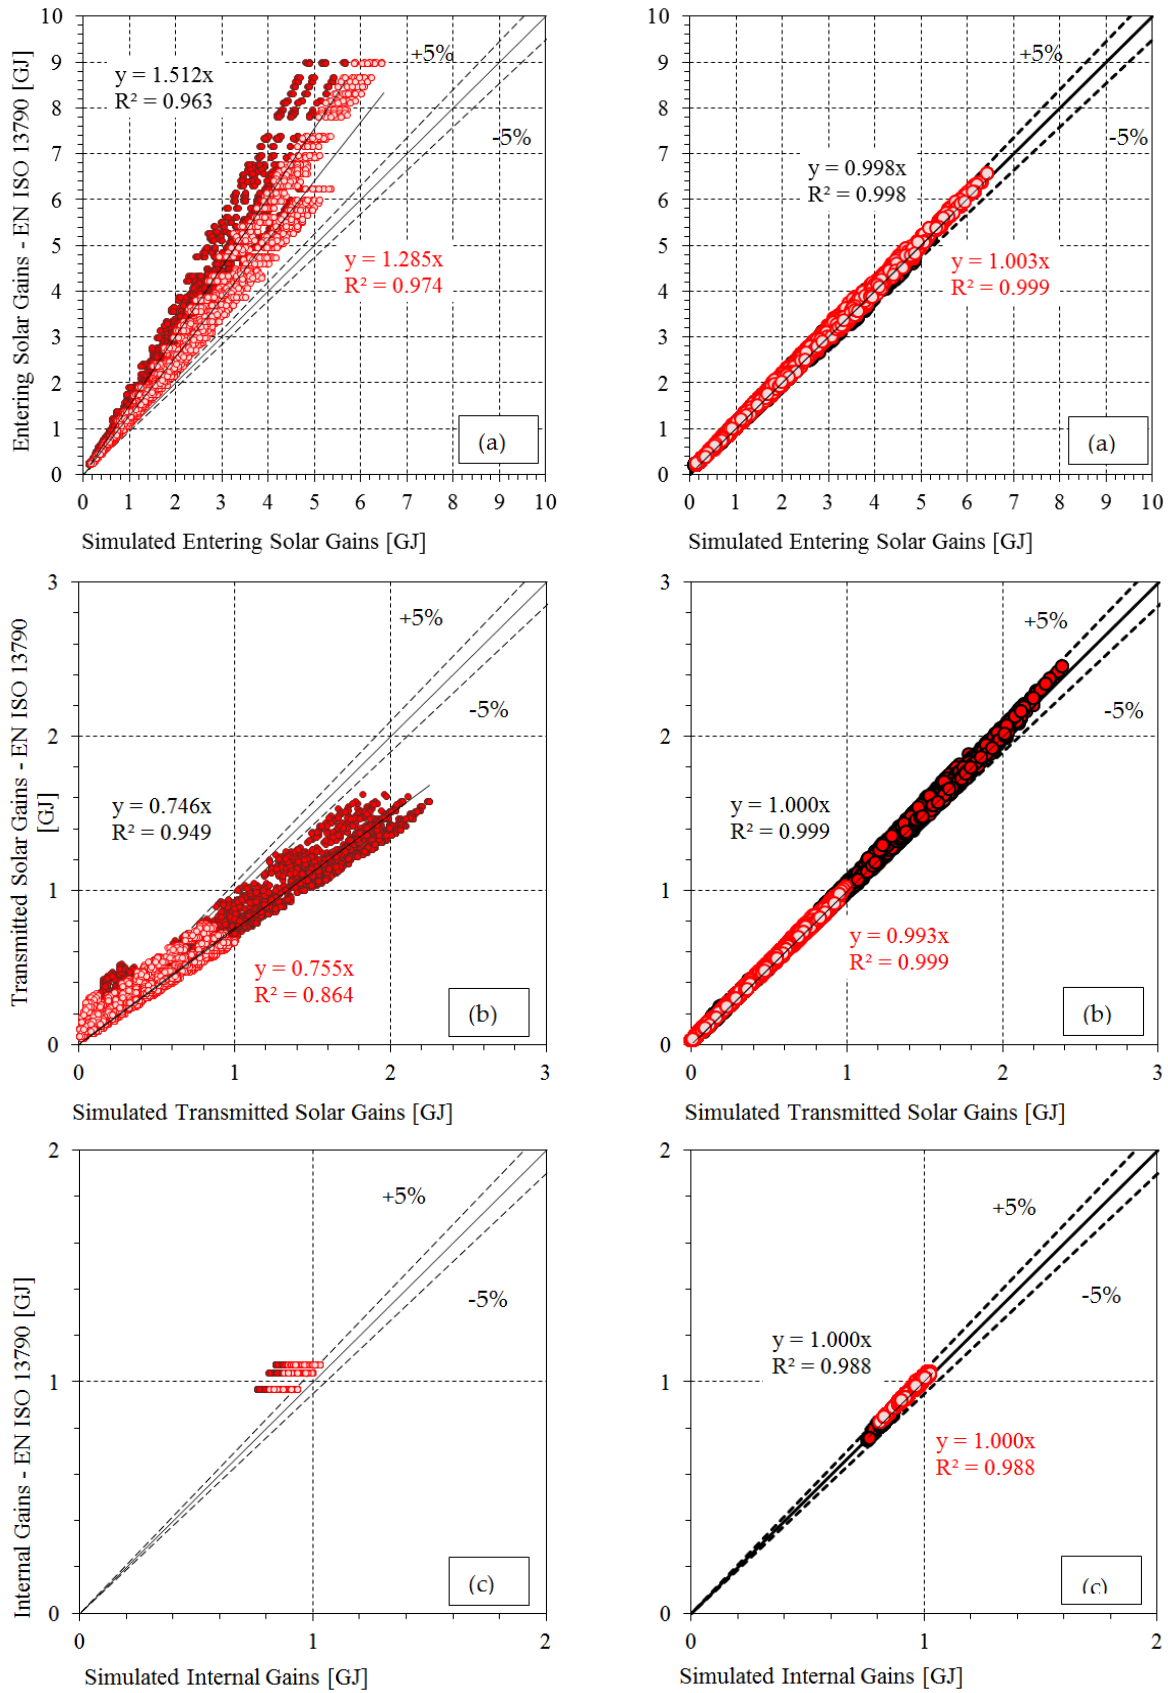 Entering Solar Gains - EN ISO 13790 [GJ]
10
9
8
7
6
5
4
3
2
1
0
+5%
-5%
y = 1.512x
R² = 0.963
y = 1.285x
R² = 0.974
(a)
0 1 2 3 4 5 6 7 8 9 10
Simulated Entering Solar Gains [GJ]
10
9
8
7
6
5
4
3
2
1
0
+5%
-5%
y = 0.998x
R² = 0.998
y = 1.003x
R² = 0.999
(a)
0 1 2 3 4 5 6 7 8 9 10
Simulated Entering Solar Gains [GJ]
Transmitted Solar Gains - EN ISO 13790
[GJ]
3
2
1
0
+5%
-5%
y = 0.746x
R² = 0.949
y = 0.755x
R² = 0.864
(b)
0 1 2 3
Simulated Transmitted Solar Gains [GJ]
3
2
1
0
+5%
-5%
y = 1.000x
R² = 0.999
y = 0.993x
R² = 0.999
(b)
0 1 2 3
Simulated Transmitted Solar Gains [GJ]
Internal Gains - EN ISO 13790 [GJ]
2
1
0
+5%
-5%
(c)
0 1 2
Simulated Internal Gains [GJ]
2
1
0
+5%
-5%
y = 1.000x
R² = 0.988
y = 1.000x
R² = 0.988
(c)
0 1 2
Simulated Internal Gains [GJ]